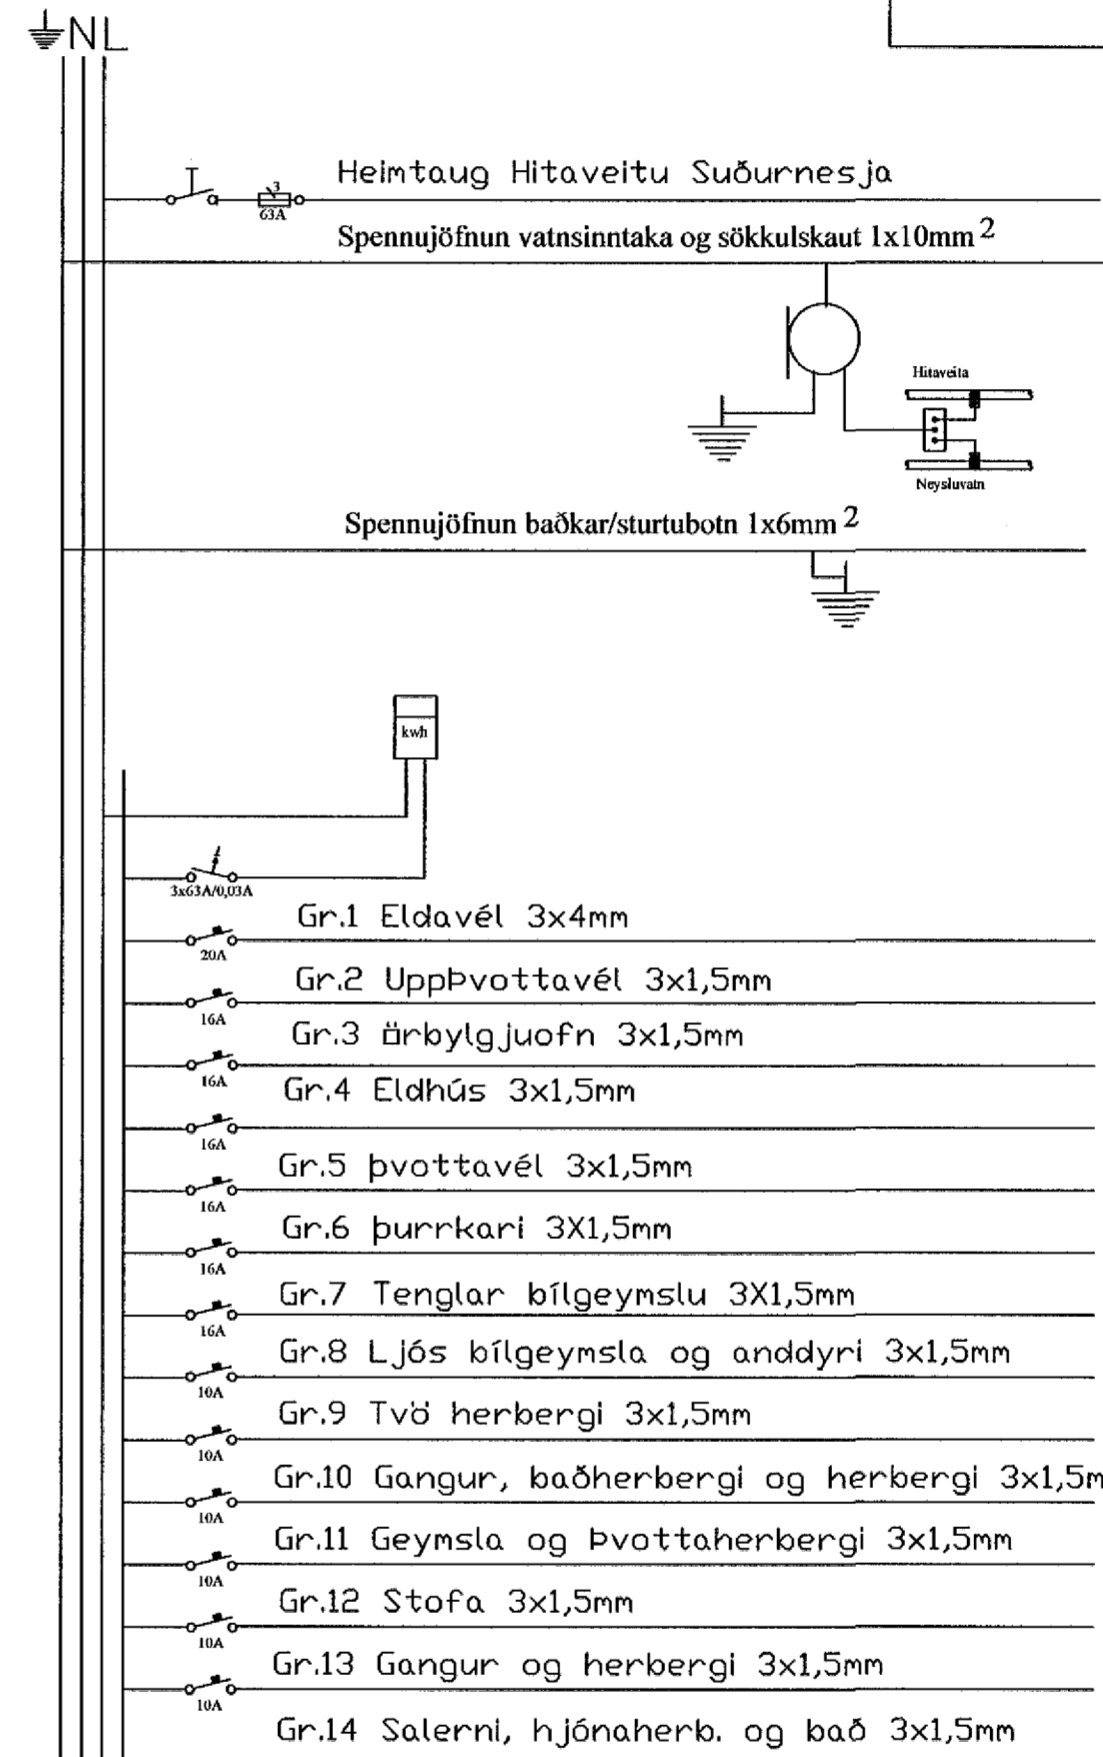 NL
Heimtaug Hitaveitu Suðurnesja
3
63A
Spennujöfnun vatnsinntaka og sökkulskaut 1x10mm 2
Hitaveita
Neysluvatn
Spennujöfnun baðkar/sturtubotn 1x6mm 2
kwh
3x63A/0,03A
Gr.1 Eldavél 3x4mm
20A
Gr.2 UppÞvottavél 3x1,5mm
16A
Gr.3 örbylgjuofn 3x1,5mm
16A
Gr.4 Eldhús 3x1,5mm
16A
Gr.5 þvottavél 3x1,5mm
16A
Gr.6 þurrkari 3X1,5mm
16A
Gr.7 Tenglar bílgeymslu 3X1,5mm
16A
Gr.8 Ljós bílgeymsla og anddyri 3x1,5mm
10A
Gr.9 Tvö herbergi 3x1,5mm
10A
Gr.10 Gangur, baðherbergi og herbergi 3x1,5m
10A
Gr.11 Geymsla og Þvottaherbergi 3x1,5mm
10A
Gr.12 Stofa 3x1,5mm
10A
Gr.13 Gangur og herbergi 3x1,5mm
10A
Gr.14 Salerni, hjónaherb. og bað 3x1,5mm